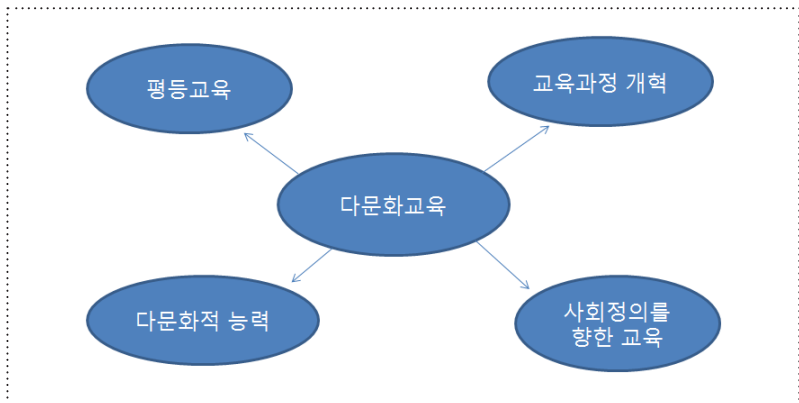 평등교육
교육과정 개혁
다문화교육
다문화적 능력
사회정의를
향한 교육